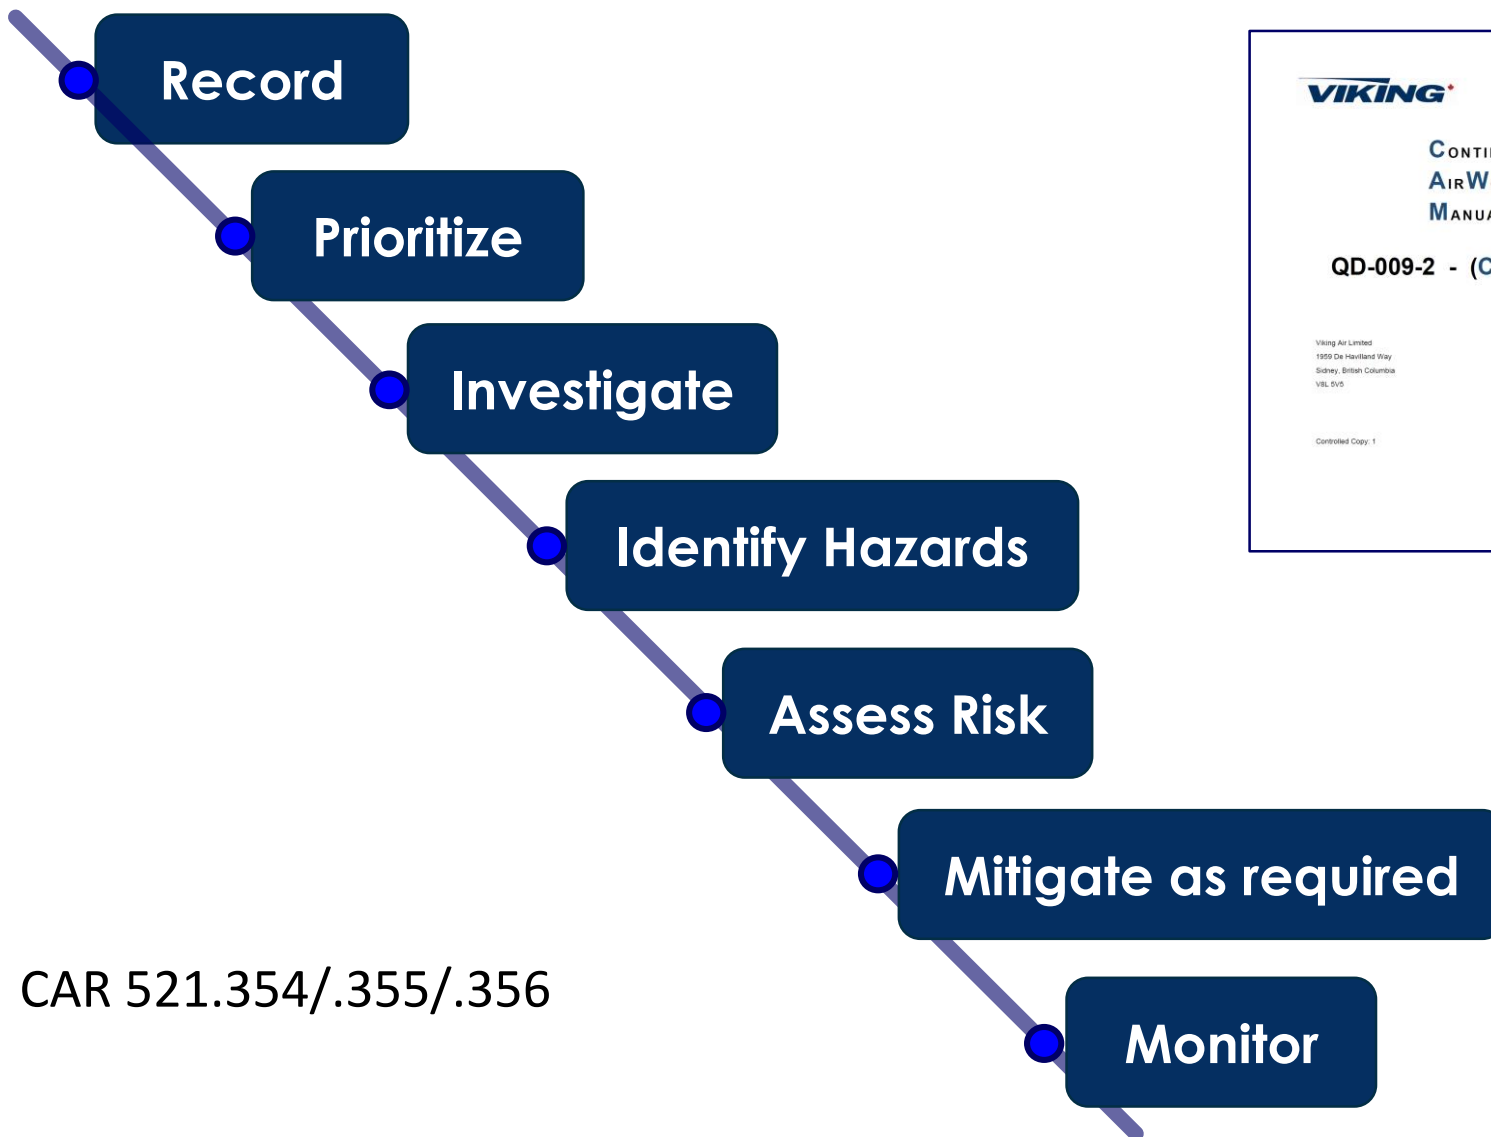 Record
Prioritize
Investigate
Identify Hazards
Assess Risk
Mitigate as required
Monitor
CAR 521.354/.355/.356
VIKING
QD-009-2 - (C
Viking Air Limited
1959 De Havilland Way
Sidney, British Columbia
V8L 5V5
Controlled Copy: 1